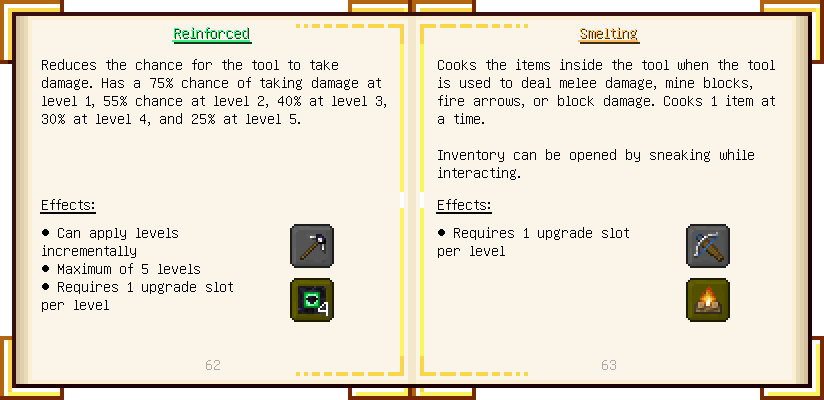 Reinforced
Reduces the chance for the tool to take
damage. Has a 75% chance of taking damage at
level 1, 55% chance at level 2, 40% at level 3,
30% at level 4, and 25% at level 5.
Effects:
● Can apply levels
incrementally
● Maximum of 5 levels
● Requires 1 upgrade slot
per level
4
62
Smelting
Cooks the items inside the tool when the tool
is used to deal melee damage, mine blocks,
fire arrows, or block damage. Cooks 1 item at
a time.
Inventory can be opened by sneaking while
interacting.
Effects:
● Requires 1 upgrade slot
per level
63